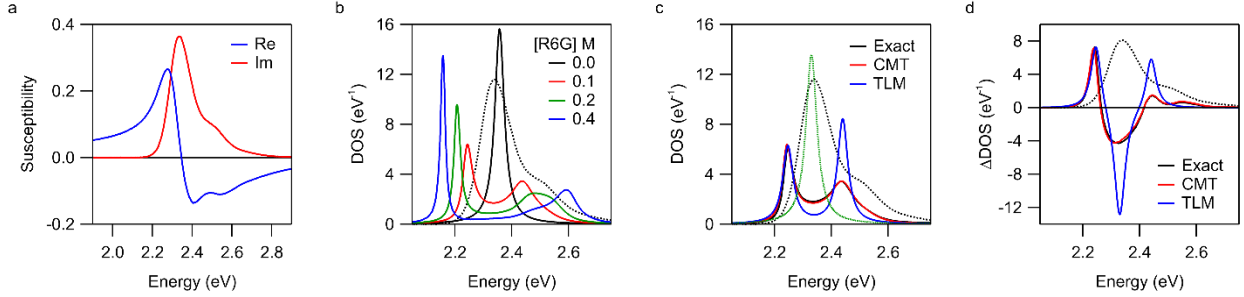 a
0.4
0.3
0.2
0.1
0.0
-0.2
Susceptibility
Re
Im
2.0
2.2
2.4
2.6
2.8
Energy (eV)
b
16
12
8
4
0
DOS (eV⁻¹)
[R6G] M
0.0
0.1
0.2
0.4
2.2
2.4
2.6
Energy (eV)
c
16
12
8
4
0
DOS (eV⁻¹)
Exact
CMT
TLM
2.2
2.4
2.6
Energy (eV)
d
8
4
0
-4
-8
-12
ΔDOS (eV⁻¹)
Exact
CMT
TLM
2.2
2.4
2.6
Energy (eV)